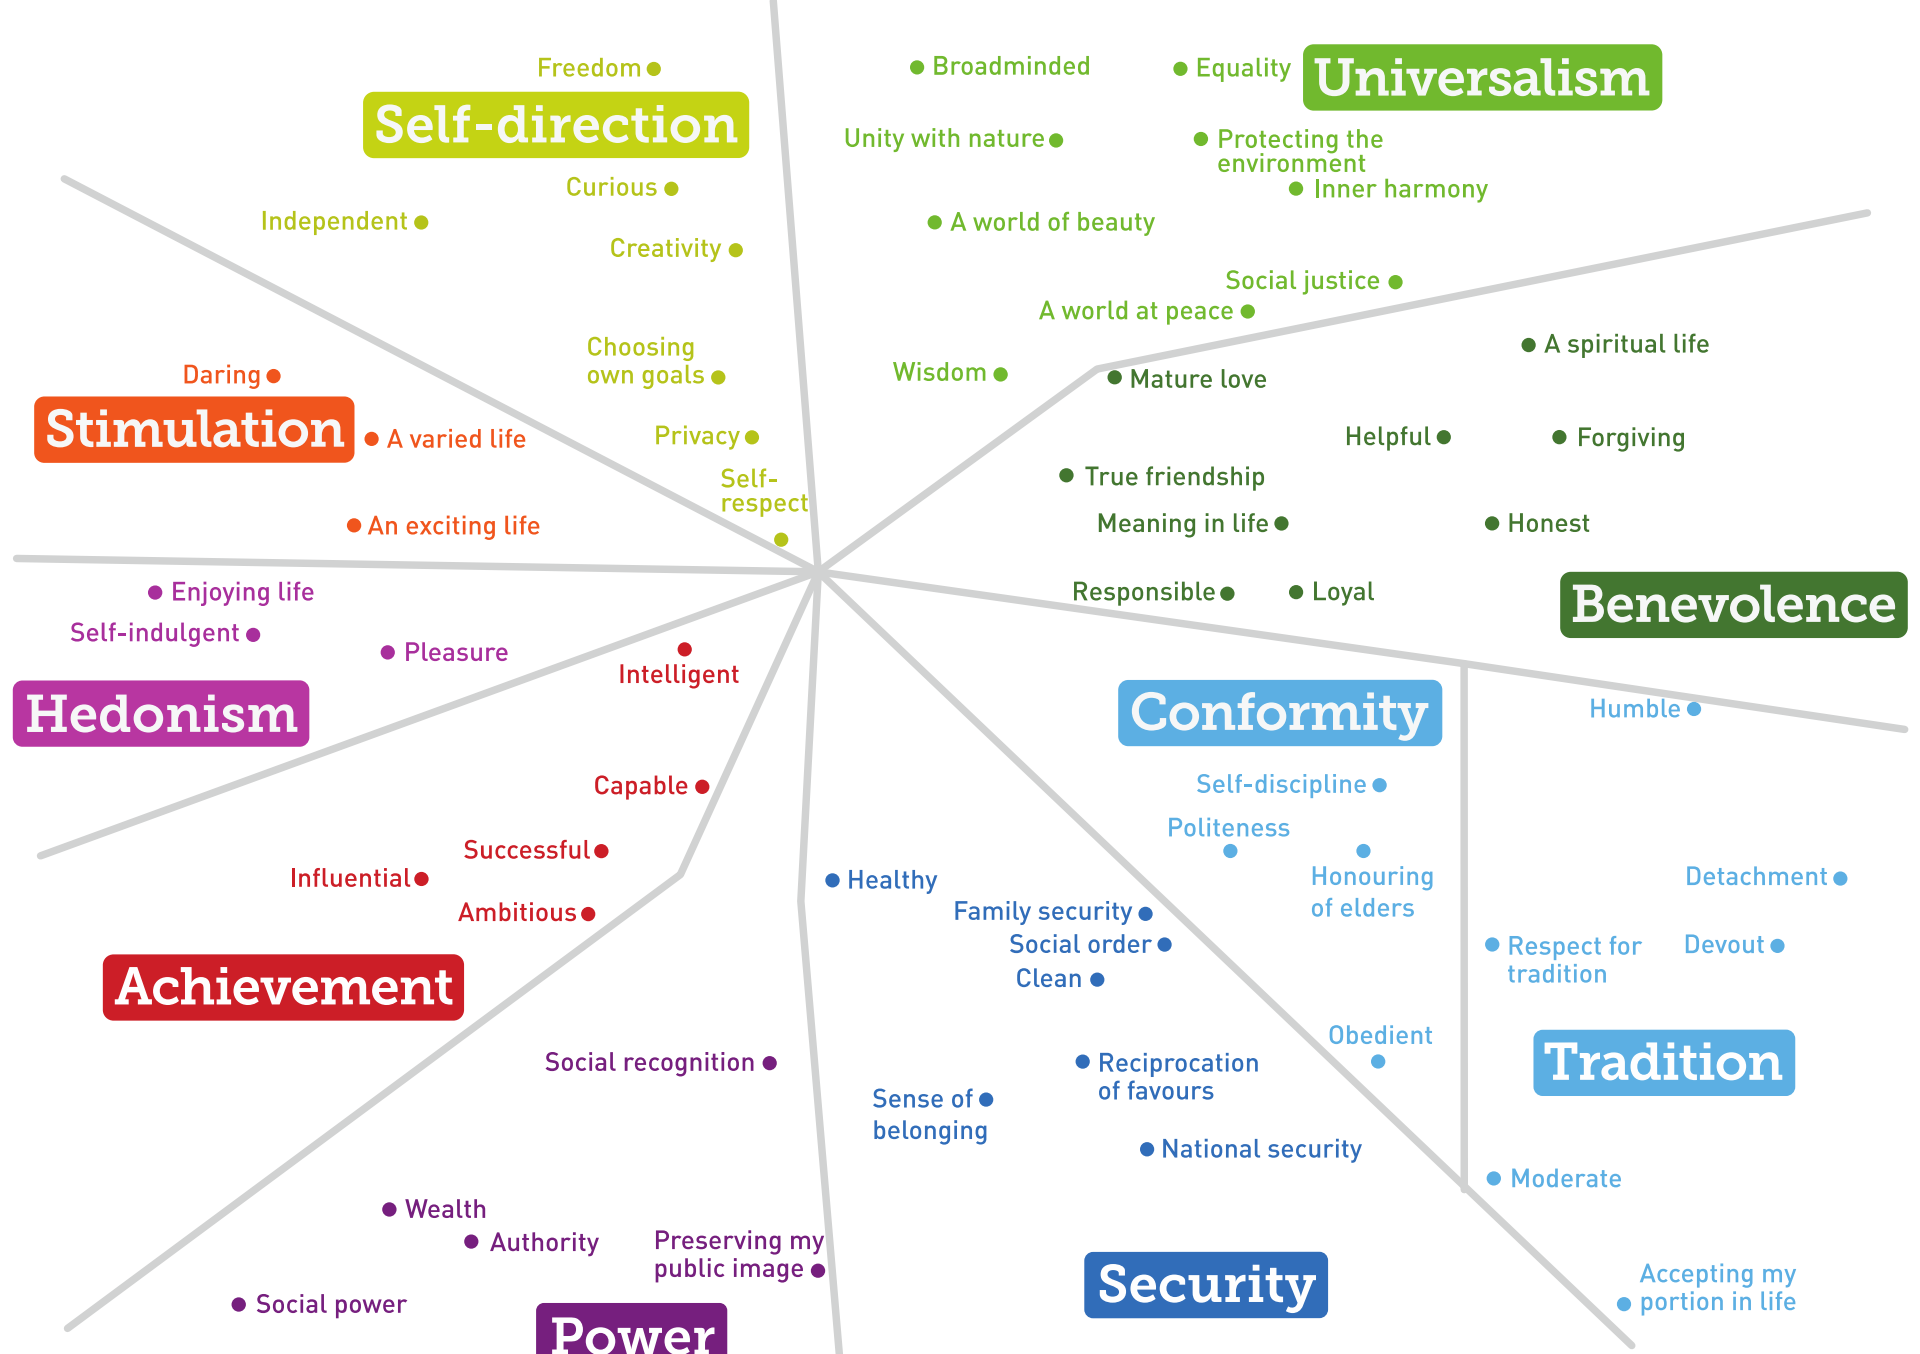 Freedom
Self-direction
Curious
Independent
Creativity
Choosing
own goals
Privacy
Self-
respect
Broadminded
Equality
Universalism
Unity with nature
Protecting the
environment
Inner harmony
A world of beauty
Social justice
A world at peace
Wisdom
Daring
Stimulation
A varied life
An exciting life
A spiritual life
Mature love
Helpful
Forgiving
True friendship
Meaning in life
Honest
Responsible
Loyal
Benevolence
Enjoying life
Self-indulgent
Pleasure
Hedonism
Intelligent
Capable
Successful
Influential
Ambitious
Achievement
Conformity
Self-discipline
Politeness
Honouring
of elders
Obedient
Humble
Detachment
Respect for
tradition
Devout
Tradition
Moderate
Accepting my
portion in life
Healthy
Family security
Social order
Clean
Reciprocation
of favours
Sense of
belonging
National security
Security
Social recognition
Wealth
Authority
Preserving my
public image
Social power
Power